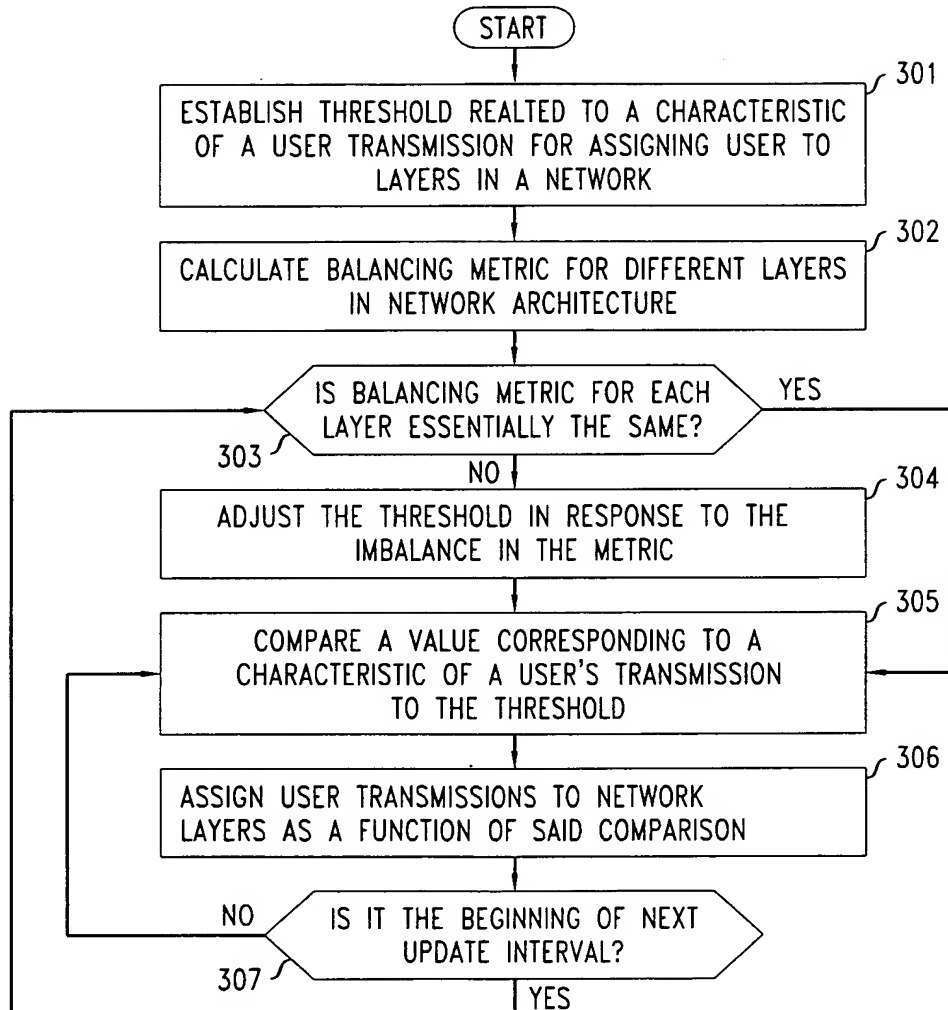 START
301
ESTABLISH THRESHOLD REALTED TO A CHARACTERISTIC
OF A USER TRANSMISSION FOR ASSIGNING USER TO
LAYERS IN A NETWORK
302
CALCULATE BALANCING METRIC FOR DIFFERENT LAYERS
IN NETWORK ARCHITECTURE
IS BALANCING METRIC FOR EACH
LAYER ESSENTIALLY THE SAME?
YES
303
NO
304
ADJUST THE THRESHOLD IN RESPONSE TO THE
IMBALANCE IN THE METRIC
305
COMPARE A VALUE CORRESPONDING TO A
CHARACTERISTIC OF A USER'S TRANSMISSION
TO THE THRESHOLD
306
ASSIGN USER TRANSMISSIONS TO NETWORK
LAYERS AS A FUNCTION OF SAID COMPARISON
NO
IS IT THE BEGINNING OF NEXT
UPDATE INTERVAL?
307
YES